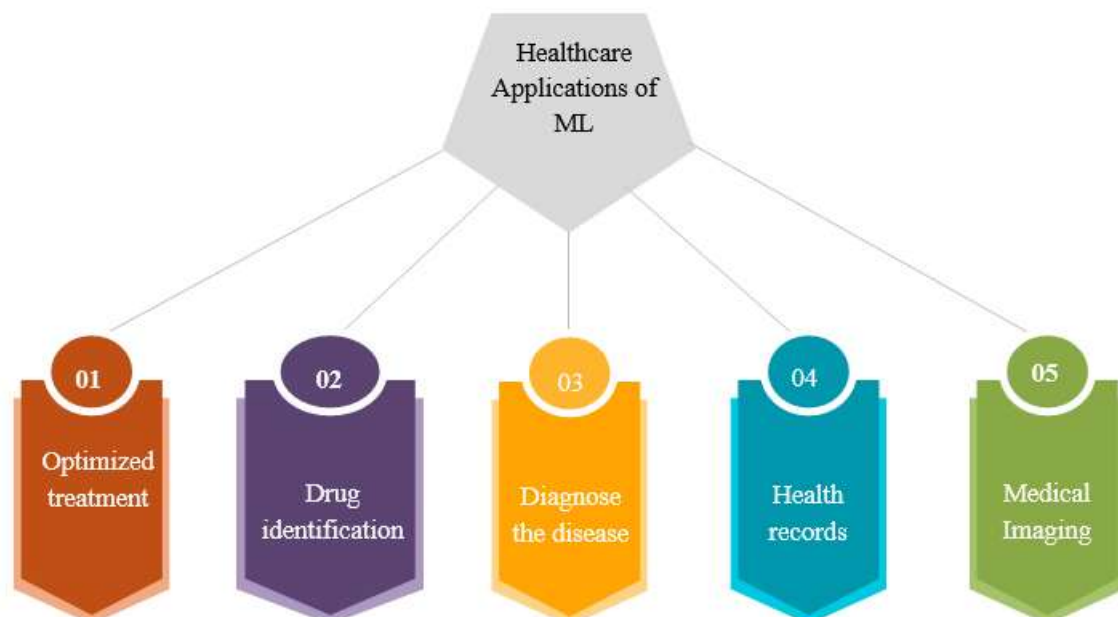 Healthcare
Applications of
ML
01
Optimized
treatment
02
Drug
identification
03
Diagnose
the disease
04
Health
records
05
Medical
Imaging